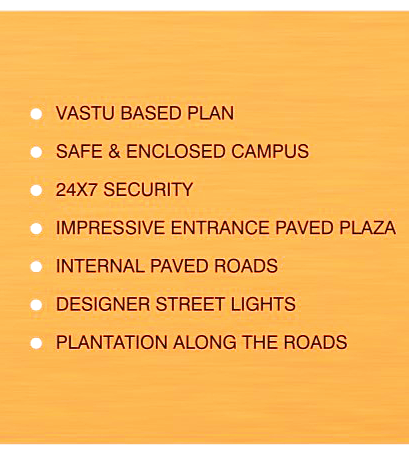 VASTU BASED PLAN
SAFE & ENCLOSED CAMPUS
24X7 SECURITY
IMPRESSIVE ENTRANCE PAVED PLAZA
INTERNAL PAVED ROADS
DESIGNER STREET LIGHTS
PLANTATION ALONG THE ROADS